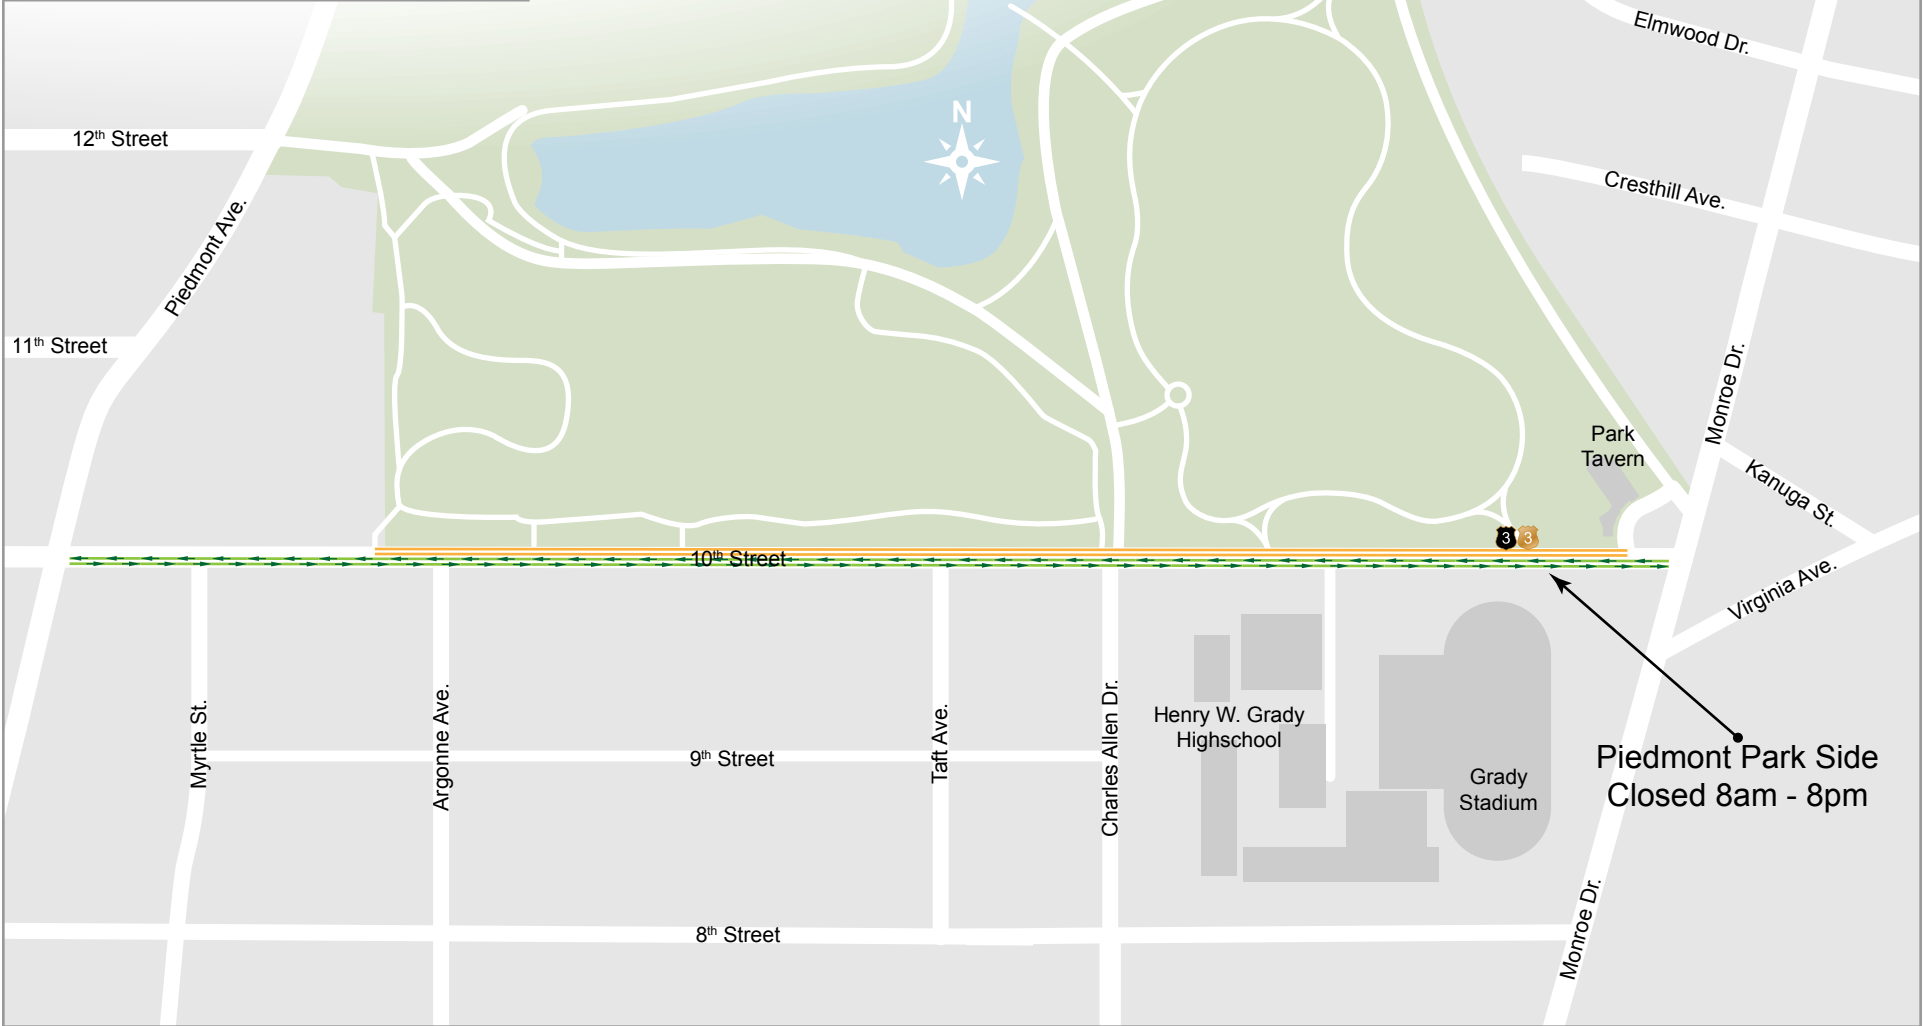 Elmwood Dr.
N
12th Street
Cresthill Ave.
Piedmont Ave.
11th Street
Monroe Dr.
Park
Tavern
Kanuga St.
3
3
10th Street
Virginia Ave.
Myrtle St.
Argonne Ave.
9th Street
Taft Ave.
Charles Allen Dr.
Henry W. Grady
Highschool
Grady
Stadium
Piedmont Park Side
Closed 8am - 8pm
8th Street
Monroe Dr.